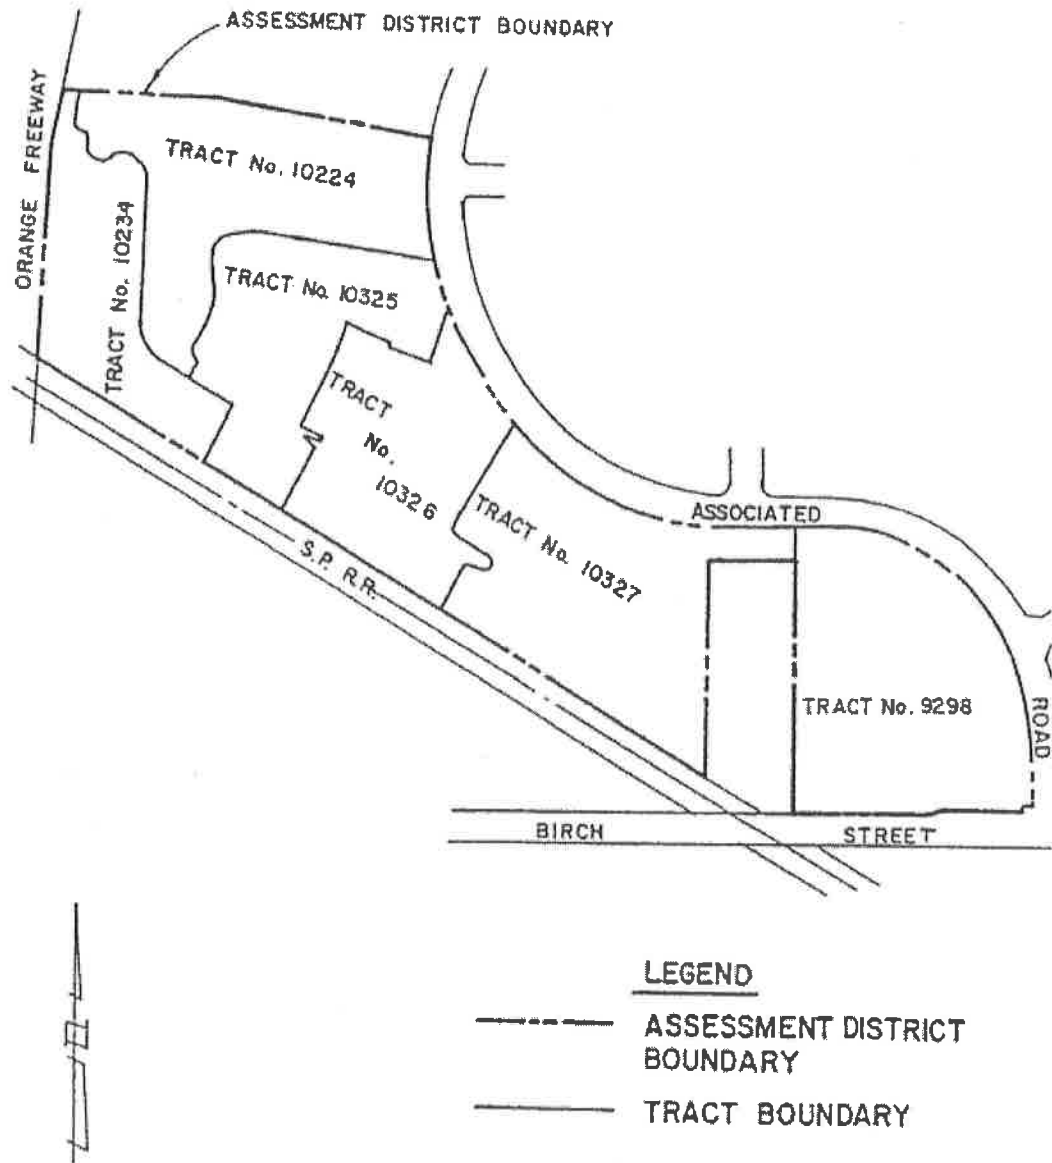 ASSESSMENT DISTRICT BOUNDARY
ORANGE FREEWAY
TRACT No. 10224
TRACT No. 10234
TRACT No. 10325
TRACT
No.
10326
TRACT No. 10327
ASSOCIATED
ROAD
S.P. R.R.
TRACT No. 9298
BIRCH STREET
N
LEGEND
ASSESSMENT DISTRICT
BOUNDARY
TRACT BOUNDARY